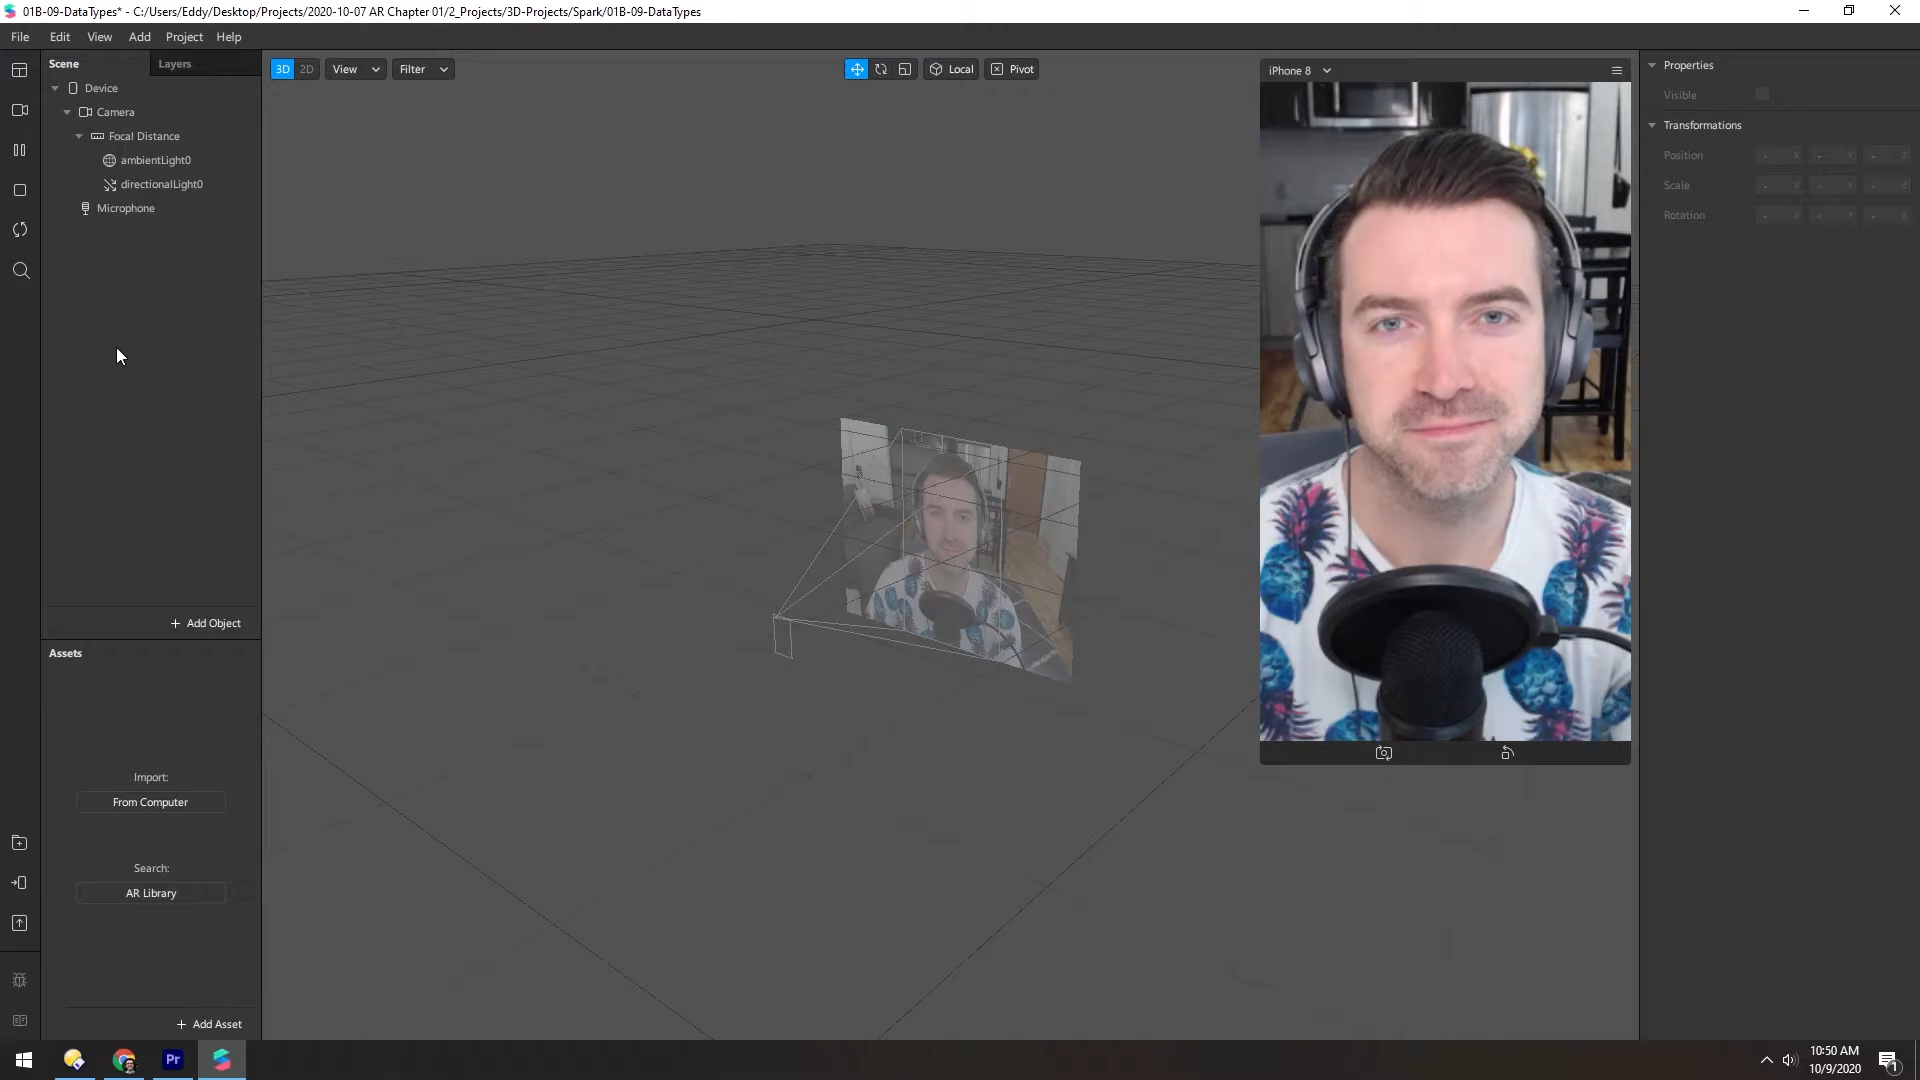 01B-09-DataTypes* - C:/Users/Eddy/Desktop/Projects/2020-10-07 AR Chapter 01/2_Projects/3D-Projects/Spark/01B-09-DataTypes
File Edit View Add Project Help
Scene Layers
Device
Camera
Focal Distance
ambientLight0
directionalLight0
Microphone
+ Add Object
Assets
Import:
From Computer
Search:
AR Library
+ Add Asset
3D 2D View Filter
Local Pivot
iPhone 8
Properties
Visible
Transformations
Position - X - Y - Z
Scale - X - Y - Z
Rotation - X - Y - Z
Pr
10:50 AM
10/9/2020
1